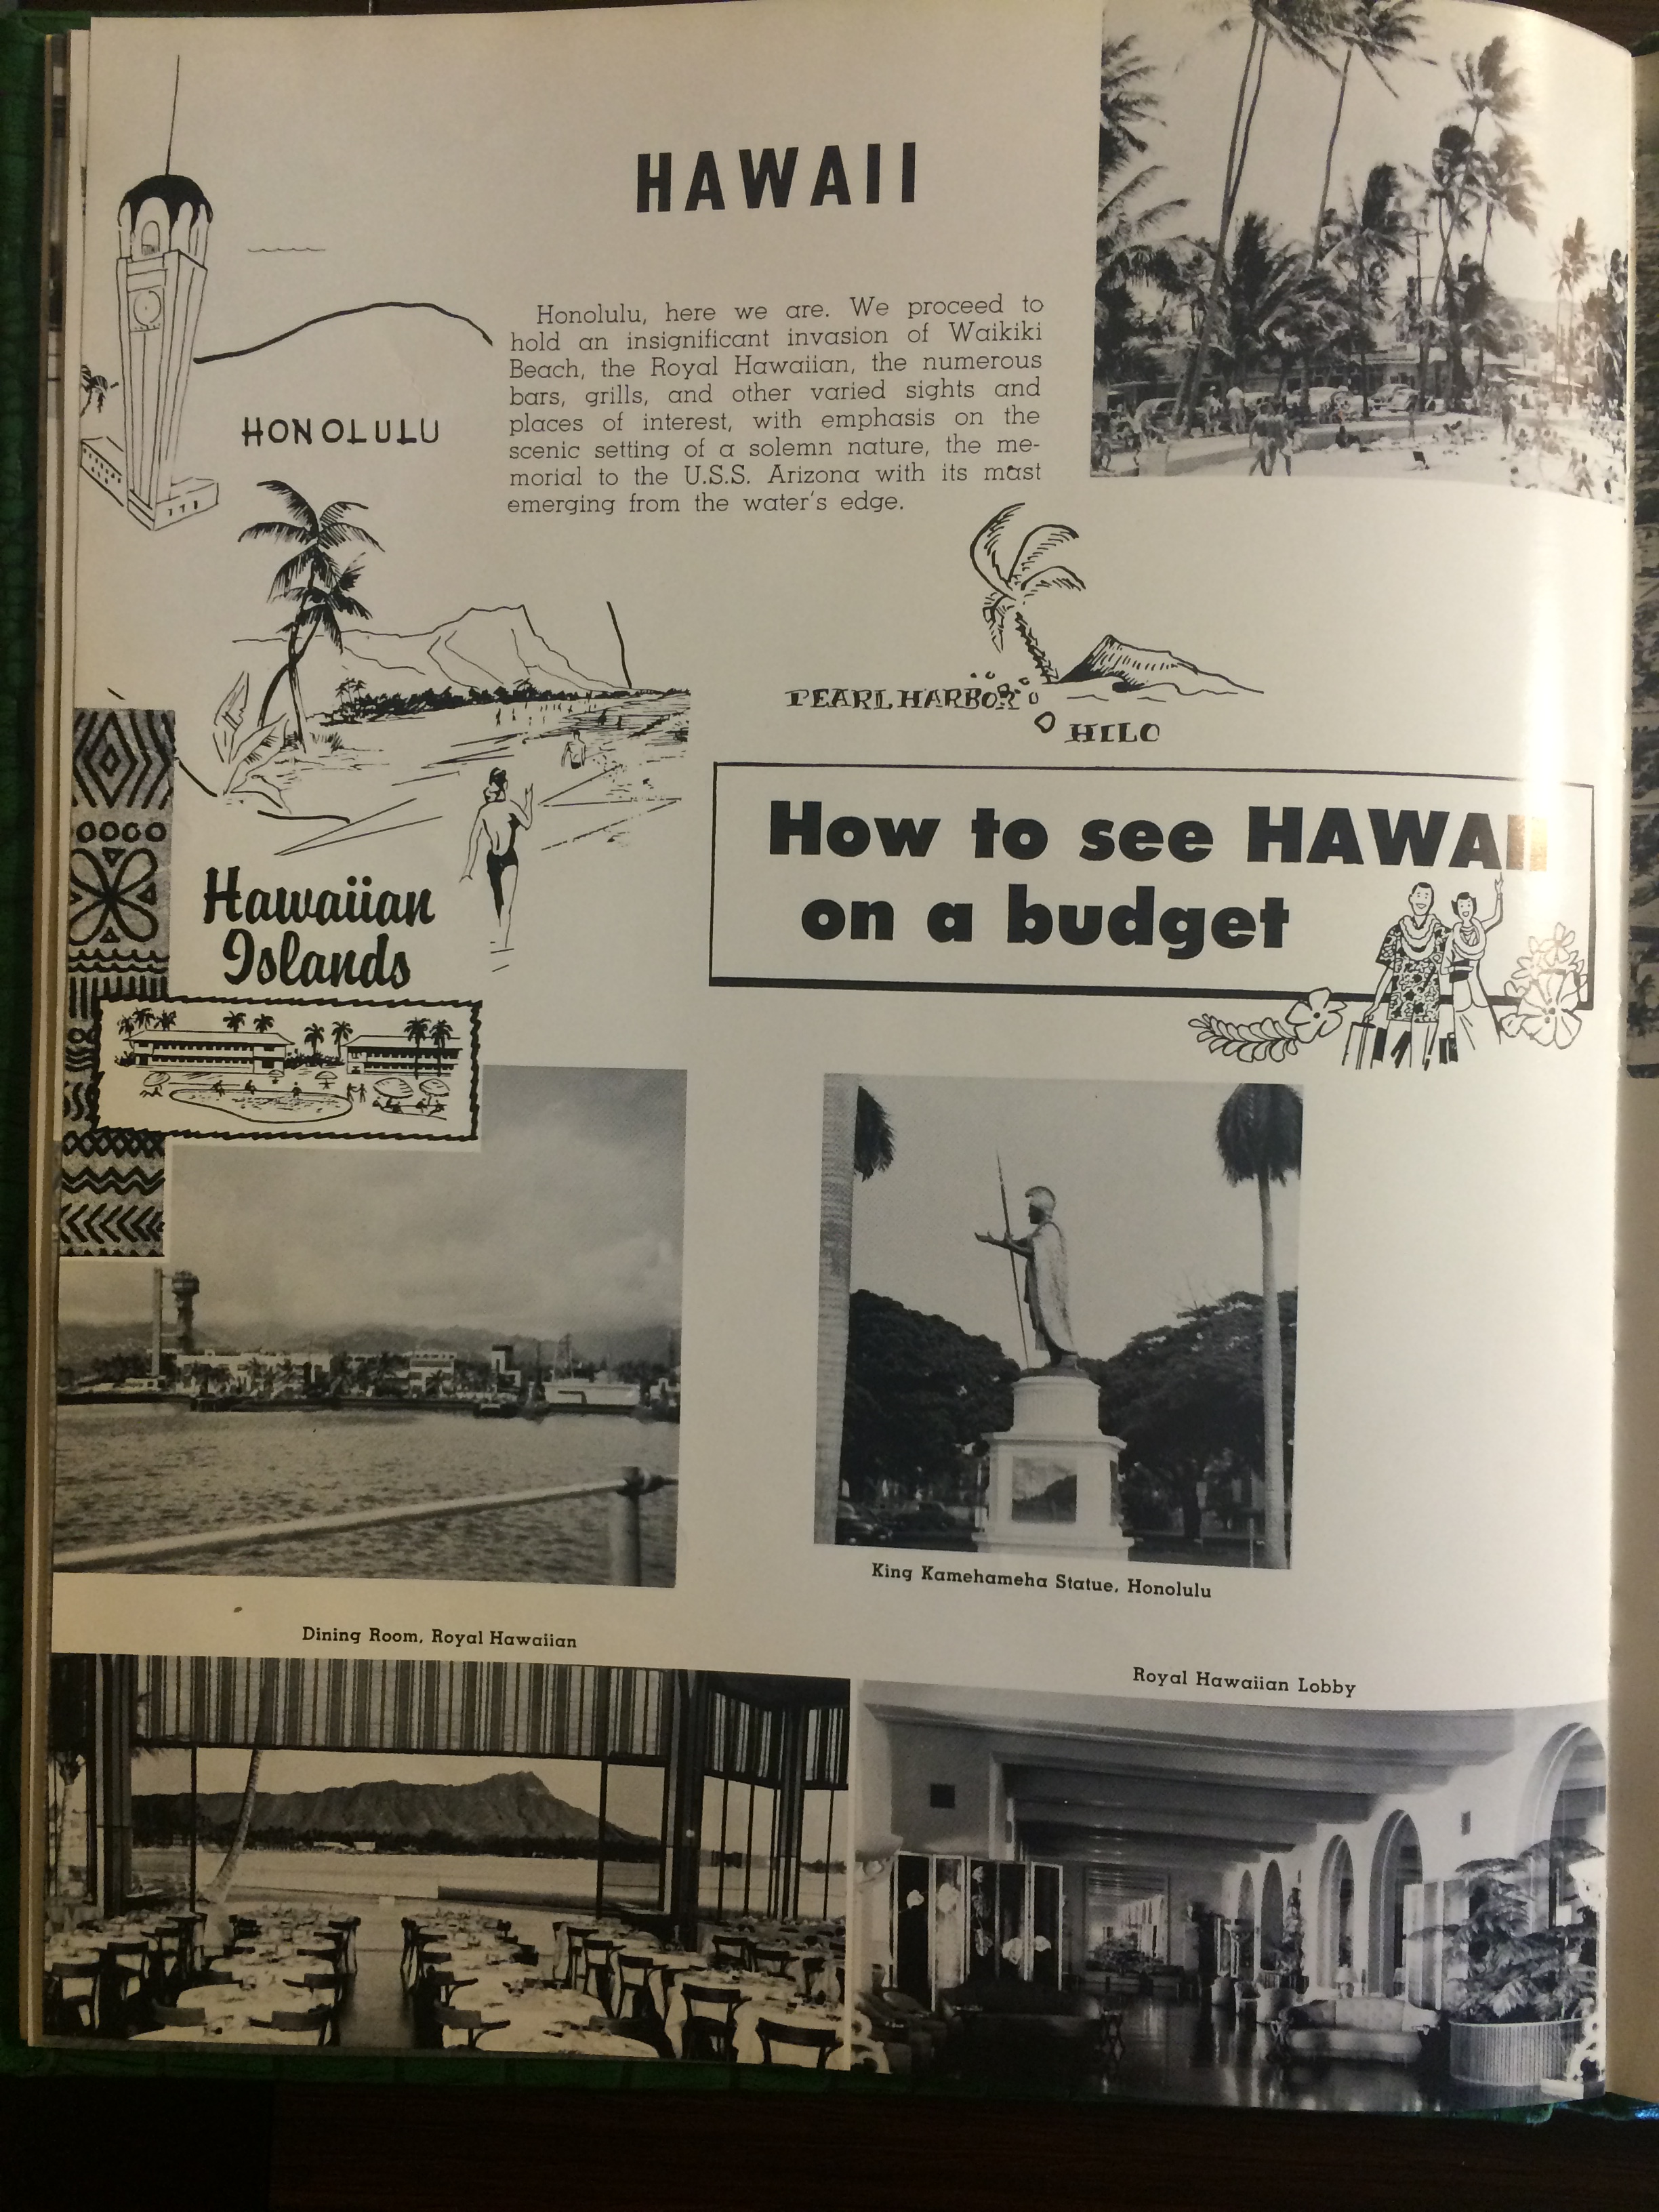 HAWAII
Honolulu, here we are. We proceed to
hold an insignificant invasion of Waikiki
Beach, the Royal Hawaiian, the numerous
bars, grills, and other varied sights and
places of interest, with emphasis on the
scenic setting of a solemn nature, the me-
morial to the U.S.S. Arizona with its mast
emerging from the water's edge.
HONOLULU
PEARL HARBOR
HILO
How to see HAWAII
on a budget
Hawaiian
Islands
King Kamehameha Statue, Honolulu
Dining Room, Royal Hawaiian
Royal Hawaiian Lobby